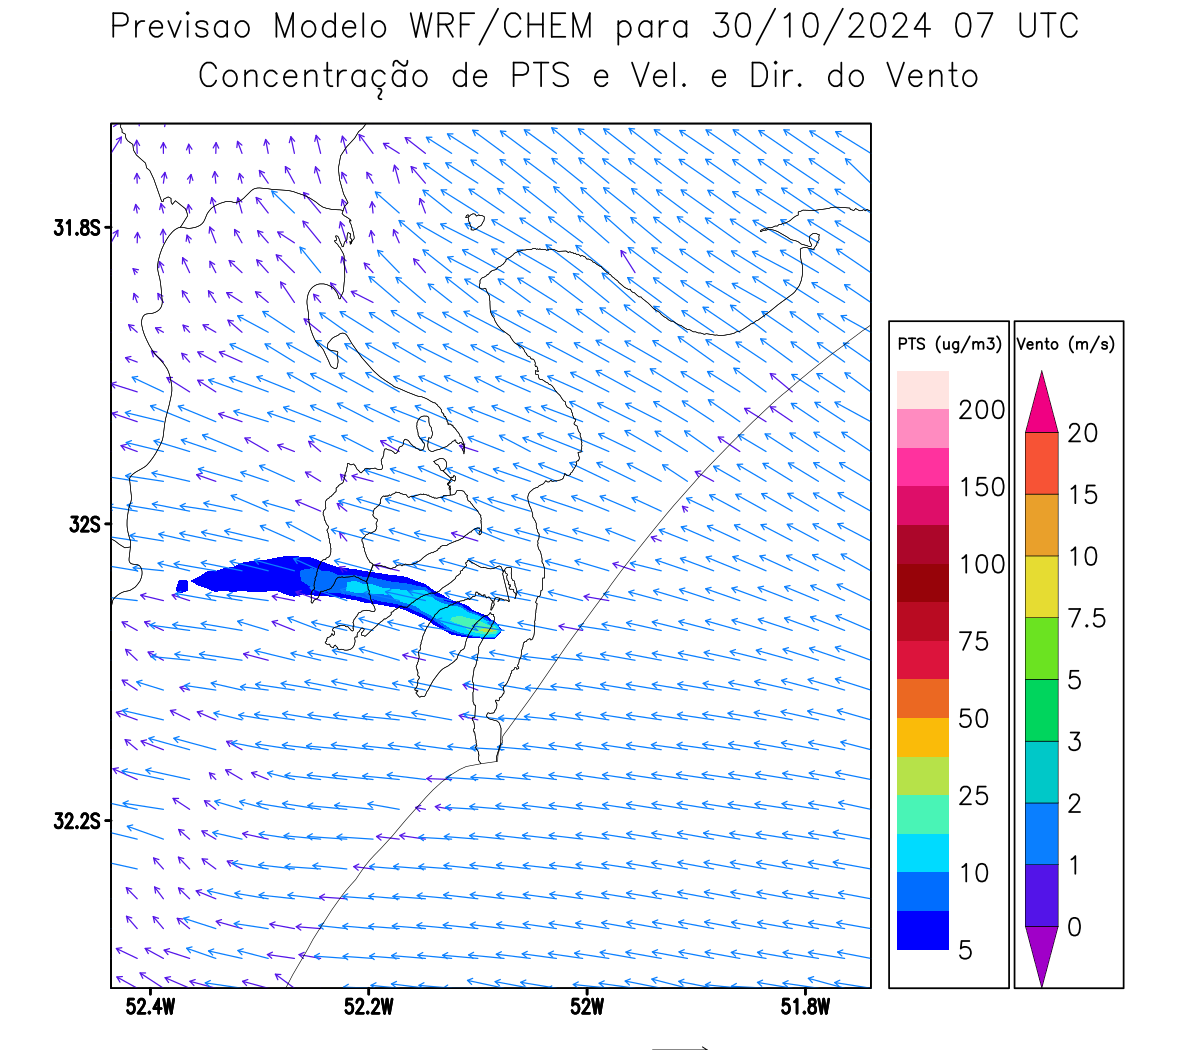 Previsao Modelo WRF/CHEM para 30/10/2024 07 UTC
Concentração de PTS e Vel. e Dir. do Vento
31.8S
32S
32.2S
52.4W
52.2W
52W
51.8W
PTS (ug/m3)
200
150
100
75
50
25
10
5
Vento (m/s)
20
15
10
7.5
5
3
2
1
0